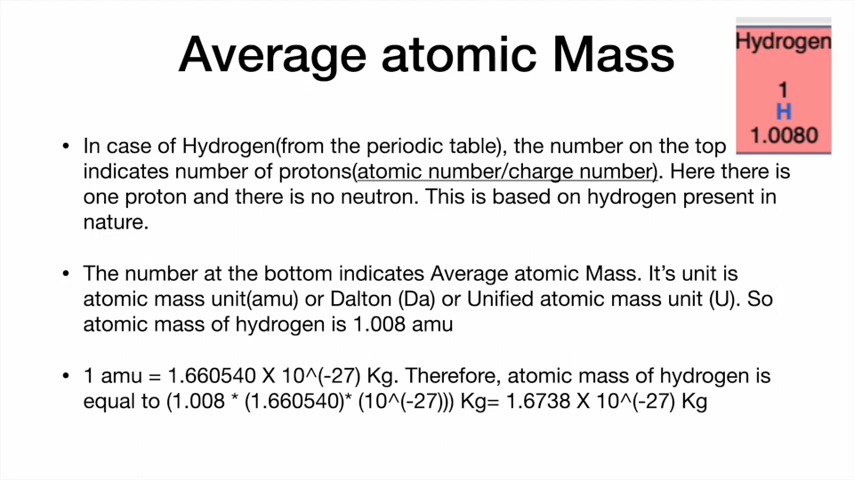 Average atomic Mass
Hydrogen
1
H
1.0080
• In case of Hydrogen(from the periodic table), the number on the top
indicates number of protons(atomic number/charge number). Here there is
one proton and there is no neutron. This is based on hydrogen present in
nature.
• The number at the bottom indicates Average atomic Mass. It’s unit is
atomic mass unit(amu) or Dalton (Da) or Unified atomic mass unit (U). So
atomic mass of hydrogen is 1.008 amu
• 1 amu = 1.660540 X 10^(-27) Kg. Therefore, atomic mass of hydrogen is
equal to (1.008 * (1.660540)* (10^(-27))) Kg= 1.6738 X 10^(-27) Kg